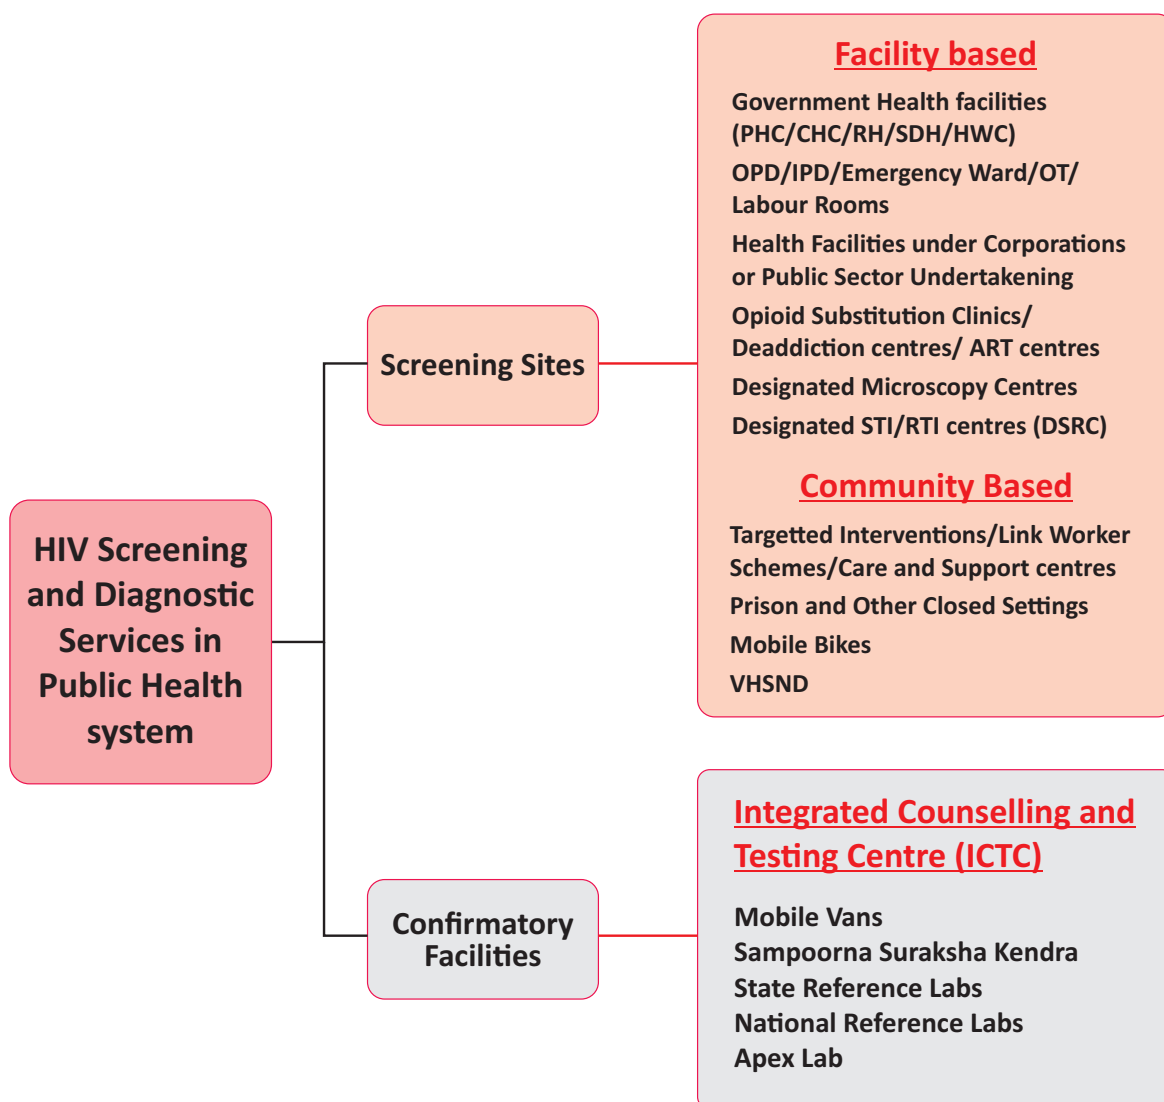 HIV Screening
and Diagnostic
Services in
Public Health
system
Screening Sites
Facility based
Government Health facilities
(PHC/CHC/RH/SDH/HWC)
OPD/IPD/Emergency Ward/OT/
Labour Rooms
Health Facilities under Corporations
or Public Sector Undertakening
Opioid Substitution Clinics/
Deaddiction centres/ ART centres
Designated Microscopy Centres
Designated STI/RTI centres (DSRC)
Community Based
Targetted Interventions/Link Worker
Schemes/Care and Support centres
Prison and Other Closed Settings
Mobile Bikes
VHSND
Confirmatory
Facilities
Integrated Counselling and
Testing Centre (ICTC)
Mobile Vans
Sampoorna Suraksha Kendra
State Reference Labs
National Reference Labs
Apex Lab